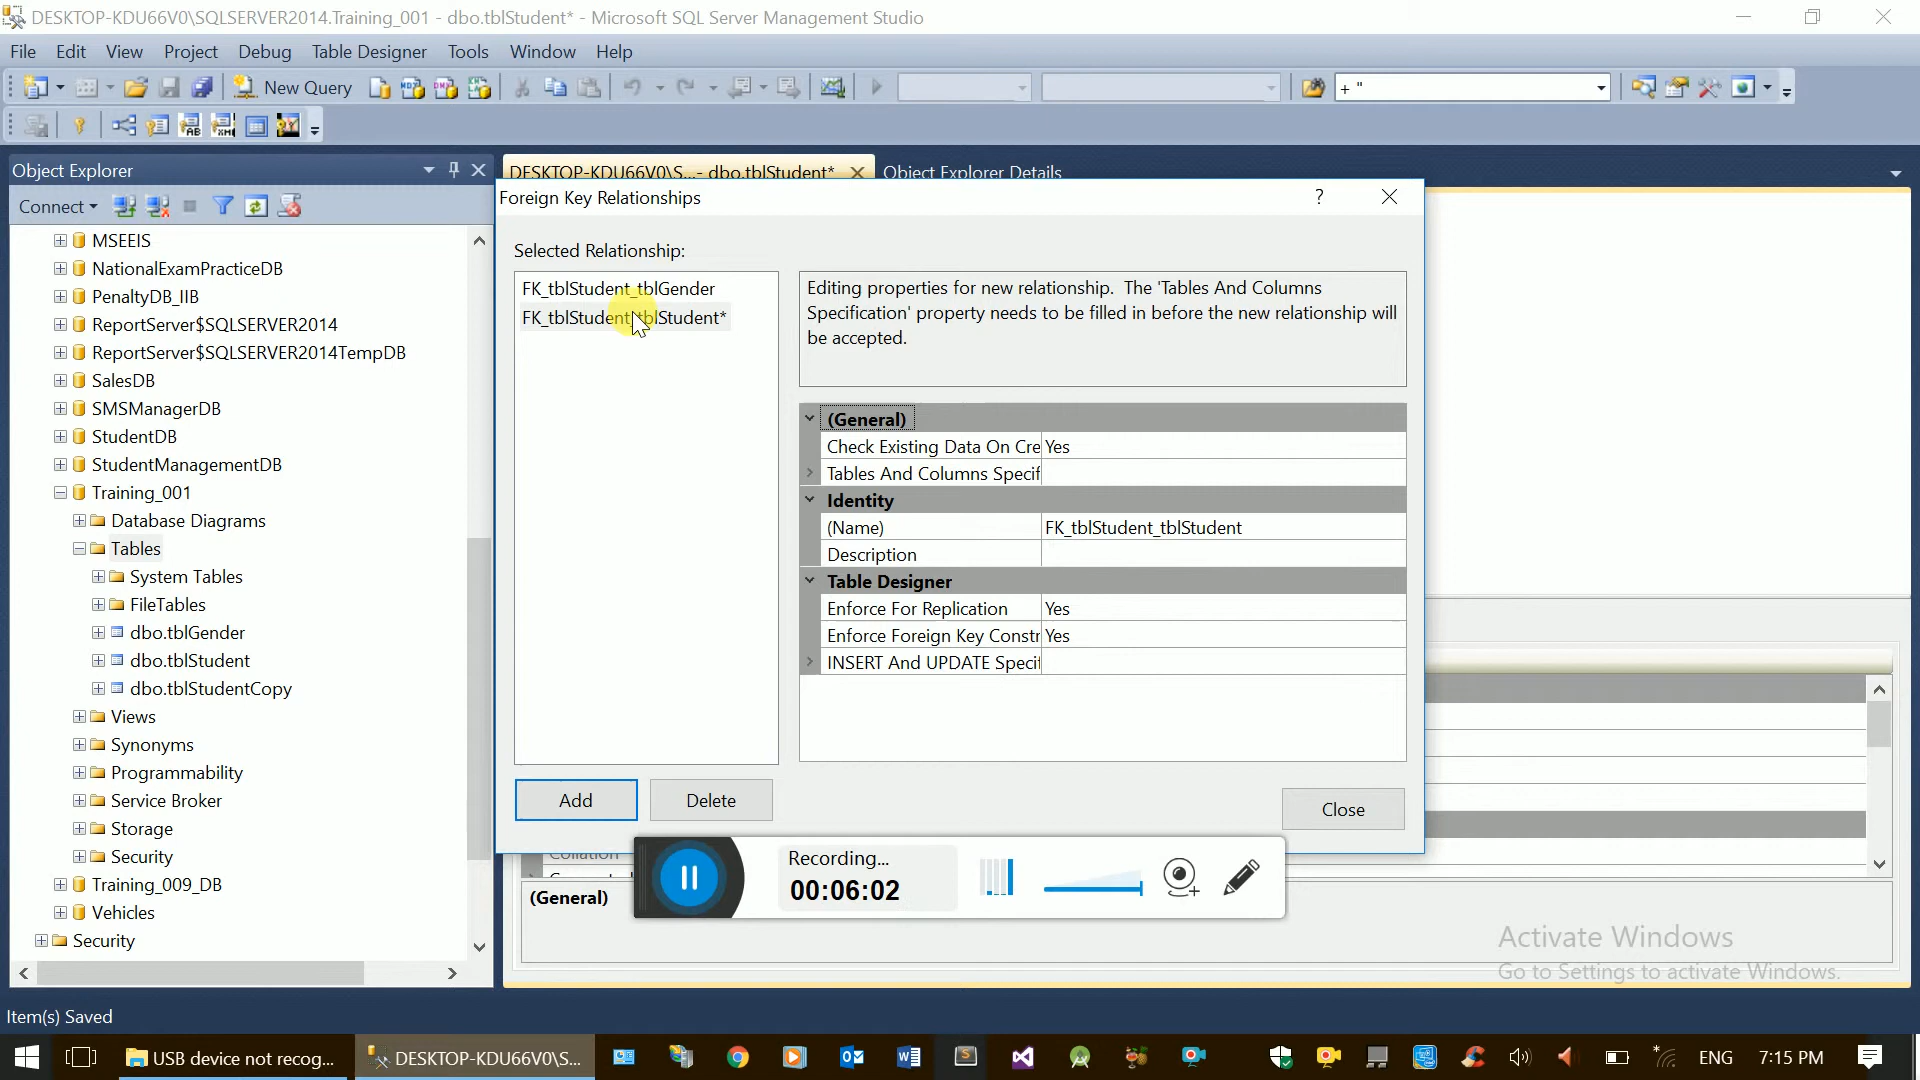 DESKTOP-KDU66V0\SQLSERVER2014.Training_001 - dbo.tblStudent* - Microsoft SQL Server Management Studio
File Edit View Project Debug Table Designer Tools Window Help
New Query
+ "
Object Explorer
Connect
MSEEIS
NationalExamPracticeDB
PenaltyDB_IIB
ReportServer$SQLSERVER2014
ReportServer$SQLSERVER2014TempDB
SalesDB
SMSManagerDB
StudentDB
StudentManagementDB
Training_001
Database Diagrams
Tables
System Tables
FileTables
dbo.tblGender
dbo.tblStudent
dbo.tblStudentCopy
Views
Synonyms
Programmability
Service Broker
Storage
Security
Training_009_DB
Vehicles
Security
DESKTOP-KDU66V0\S...- dbo.tblStudent* Object Explorer Details
Foreign Key Relationships
?
Selected Relationship:
FK_tblStudent_tblGender
FK_tblStudent_tblStudent*
Editing properties for new relationship. The 'Tables And Columns
Specification' property needs to be filled in before the new relationship will
be accepted.
(General)
Check Existing Data On Cre Yes
Tables And Columns Specif
Identity
(Name) FK_tblStudent_tblStudent
Description
Table Designer
Enforce For Replication Yes
Enforce Foreign Key Constr Yes
INSERT And UPDATE Specif
Add Delete
Close
Collation
(General)
Recording...
00:06:02
Activate Windows
Go to Settings to activate Windows.
Item(s) Saved
USB device not recog...
DESKTOP-KDU66V0\S...
ENG 7:15 PM